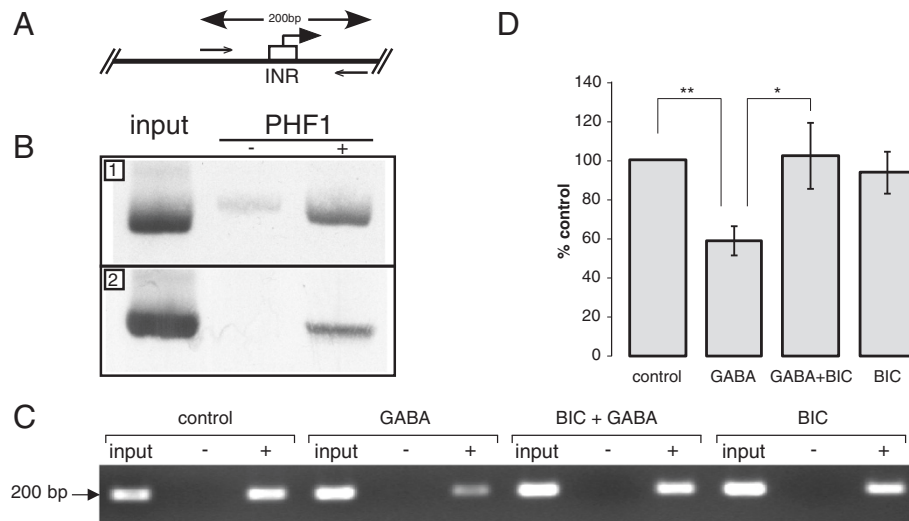 A
200bp
INR
B
input PHF1
- +
1
2
C
control GABA BIC + GABA BIC
input - + input - + input - + input - +
200 bp
D
** *
% control
140
120
100
80
60
40
20
0
control GABA GABA+BIC BIC